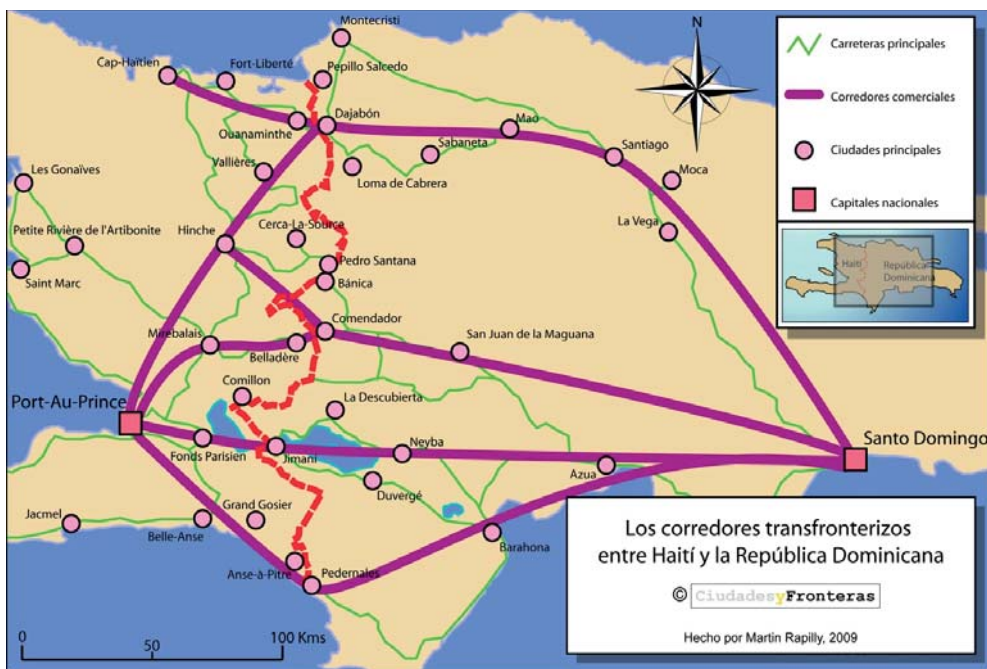 Montecristi
N
Cap-Haïtien
Fort-Liberté
Pepillo Salcedo
Ouanaminthe
Dajabón
Mao
Sabaneta
Santiago
Vallières
Loma de Cabrera
Moca
Les Gonaïves
La Vega
Petite Rivière de l'Artibonite
Hinche
Cerca-La-Source
Saint Marc
Pedro Santana
Bánica
Comendador
Mirebalais
San Juan de la Maguana
Belladère
Comillon
Port-Au-Prince
La Descubierta
Santo Domingo
Fonds Parisien
Jimaní
Neyba
Azua
Duvergé
Jacmel
Grand Gosier
Belle-Anse
Barahona
Anse-à-Pitre
Pedernales
0
50
100 Kms
Carreteras principales
Corredores comerciales
Ciudades principales
Capitales nacionales
Haití
República
Dominicana
Los corredores transfronterizos
entre Haití y la República Dominicana
© CiudadesyFronteras
Hecho por Martin Rapilly, 2009